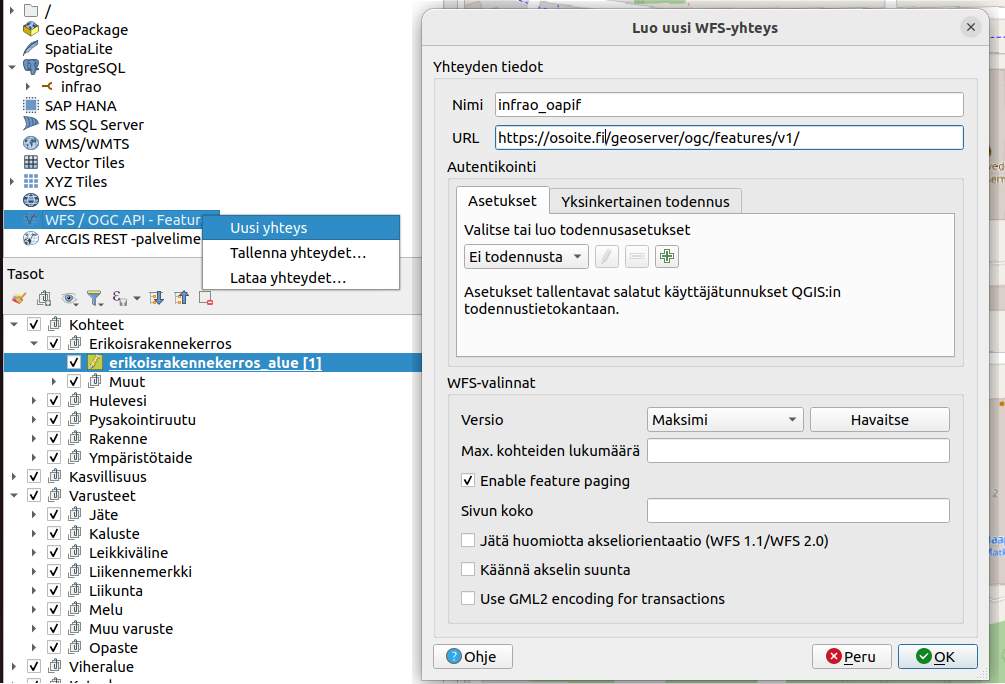 /
GeoPackage
SpatiaLite
PostgreSQL
infrao
SAP HANA
MS SQL Server
WMS/WMTS
Vector Tiles
XYZ Tiles
WCS
WFS / OGC API - Featur
ArcGIS REST -palvelime
Uusi yhteys
Tallenna yhteydet...
Lataa yhteydet...
Tasot
Kohteet
Erikoisrakennekerros
erikoisrakennekerros_alue [1]
Muut
Hulevesi
Pysakointiruutu
Rakenne
Ympäristötaide
Kasvillisuus
Varusteet
Jäte
Kaluste
Leikkiväline
Liikennemerkki
Liikunta
Melu
Muu varuste
Opaste
Viheralue
Luo uusi WFS-yhteys
Yhteyden tiedot
Nimi infrao_oapif
URL https://osoite.fi/geoserver/ogc/features/v1/
Autentikointi
Asetukset Yksinkertainen todennus
Valitse tai luo todennusasetukset
Ei todennusta
Asetukset tallentavat salatut käyttäjätunnukset QGIS:in
todennustietokantaan.
WFS-valinnat
Versio Maksimi Havaitse
Max. kohteiden lukumäärä
Enable feature paging
Sivun koko
Jätä huomiotta akseliorientaatio (WFS 1.1/WFS 2.0)
Käännä akselin suunta
Use GML2 encoding for transactions
Ohje Peru OK